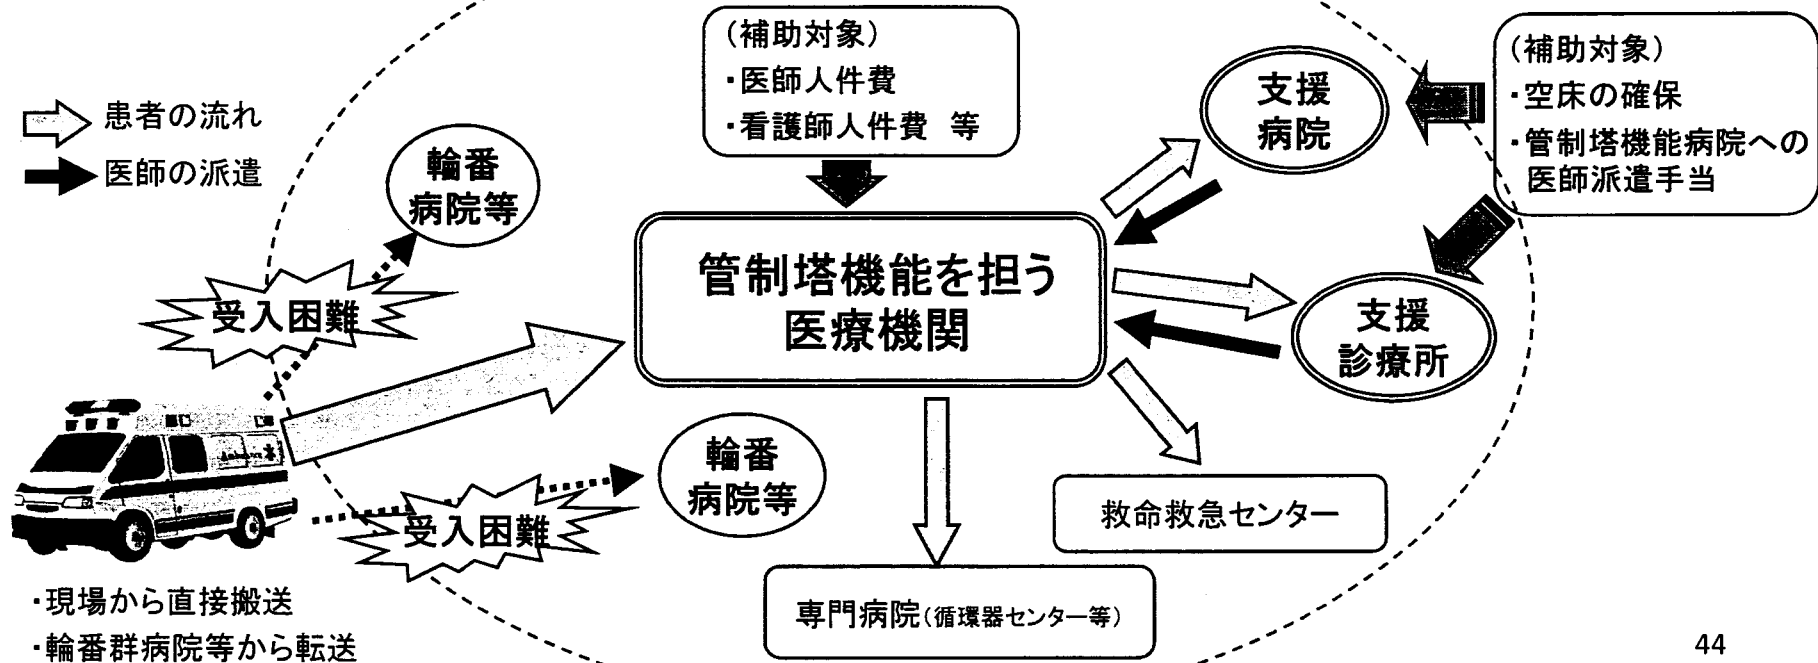 患者の流れ
医師の派遣
(補助対象)
・医師人件費
・看護師人件費 等
(補助対象)
・空床の確保
・管制塔機能病院への
医師派遣手当
輪番
病院等
支援
病院
受入困難
管制塔機能を担う
医療機関
支援
診療所
輪番
病院等
受入困難
救命救急センター
専門病院(循環器センター等)
Ambulance
・現場から直接搬送
・輪番群病院等から転送
44